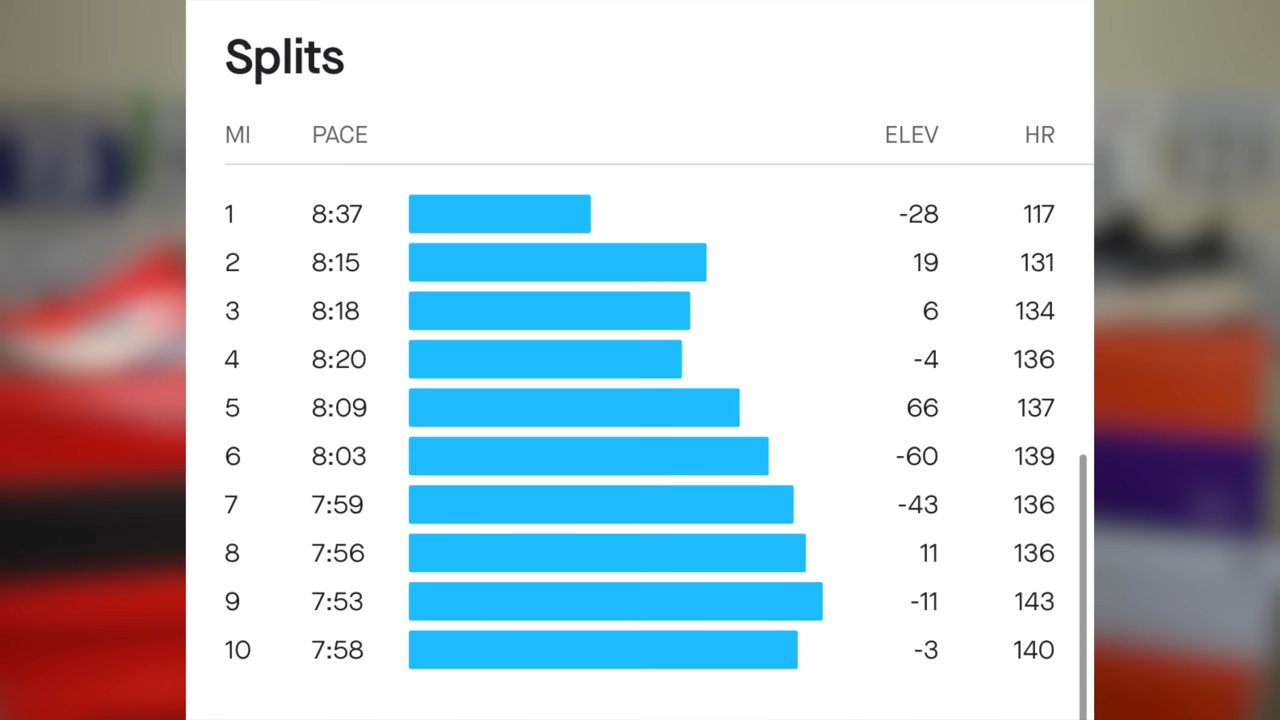 Splits
MI PACE ELEV HR
1 8:37 -28 117
2 8:15 19 131
3 8:18 6 134
4 8:20 -4 136
5 8:09 66 137
6 8:03 -60 139
7 7:59 -43 136
8 7:56 11 136
9 7:53 -11 143
10 7:58 -3 140